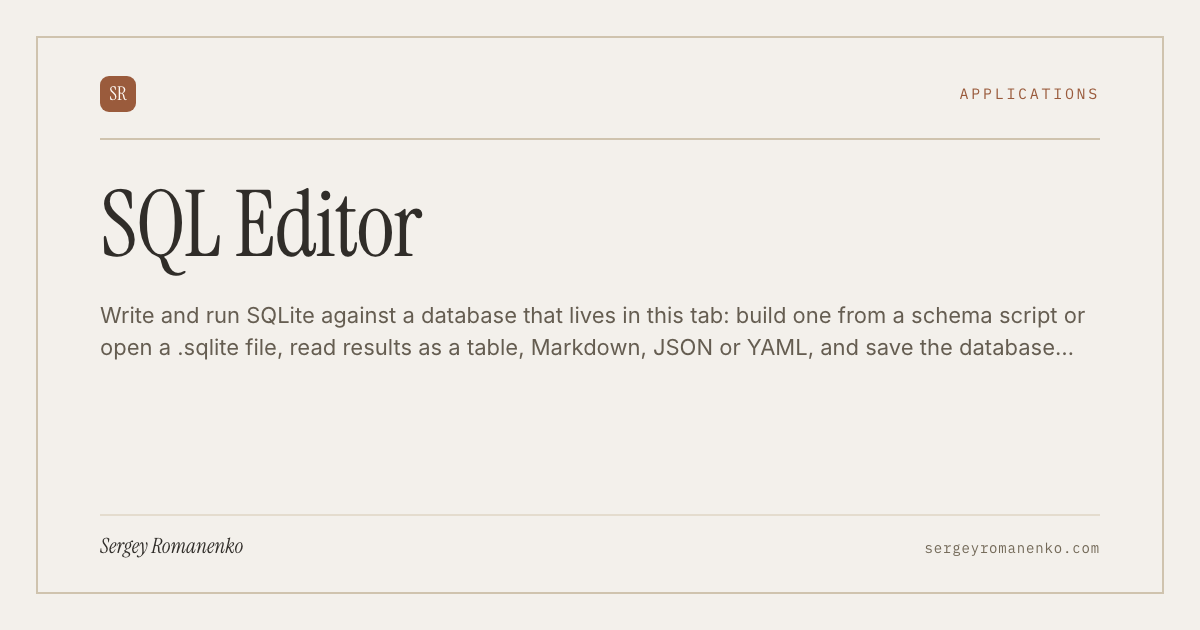 SR
APPLICATIONS
SQL Editor
Write and run SQLite against a database that lives in this tab: build one from a schema script or
open a .sqlite file, read results as a table, Markdown, JSON or YAML, and save the database...
Sergey Romanenko
sergeyromanenko.com